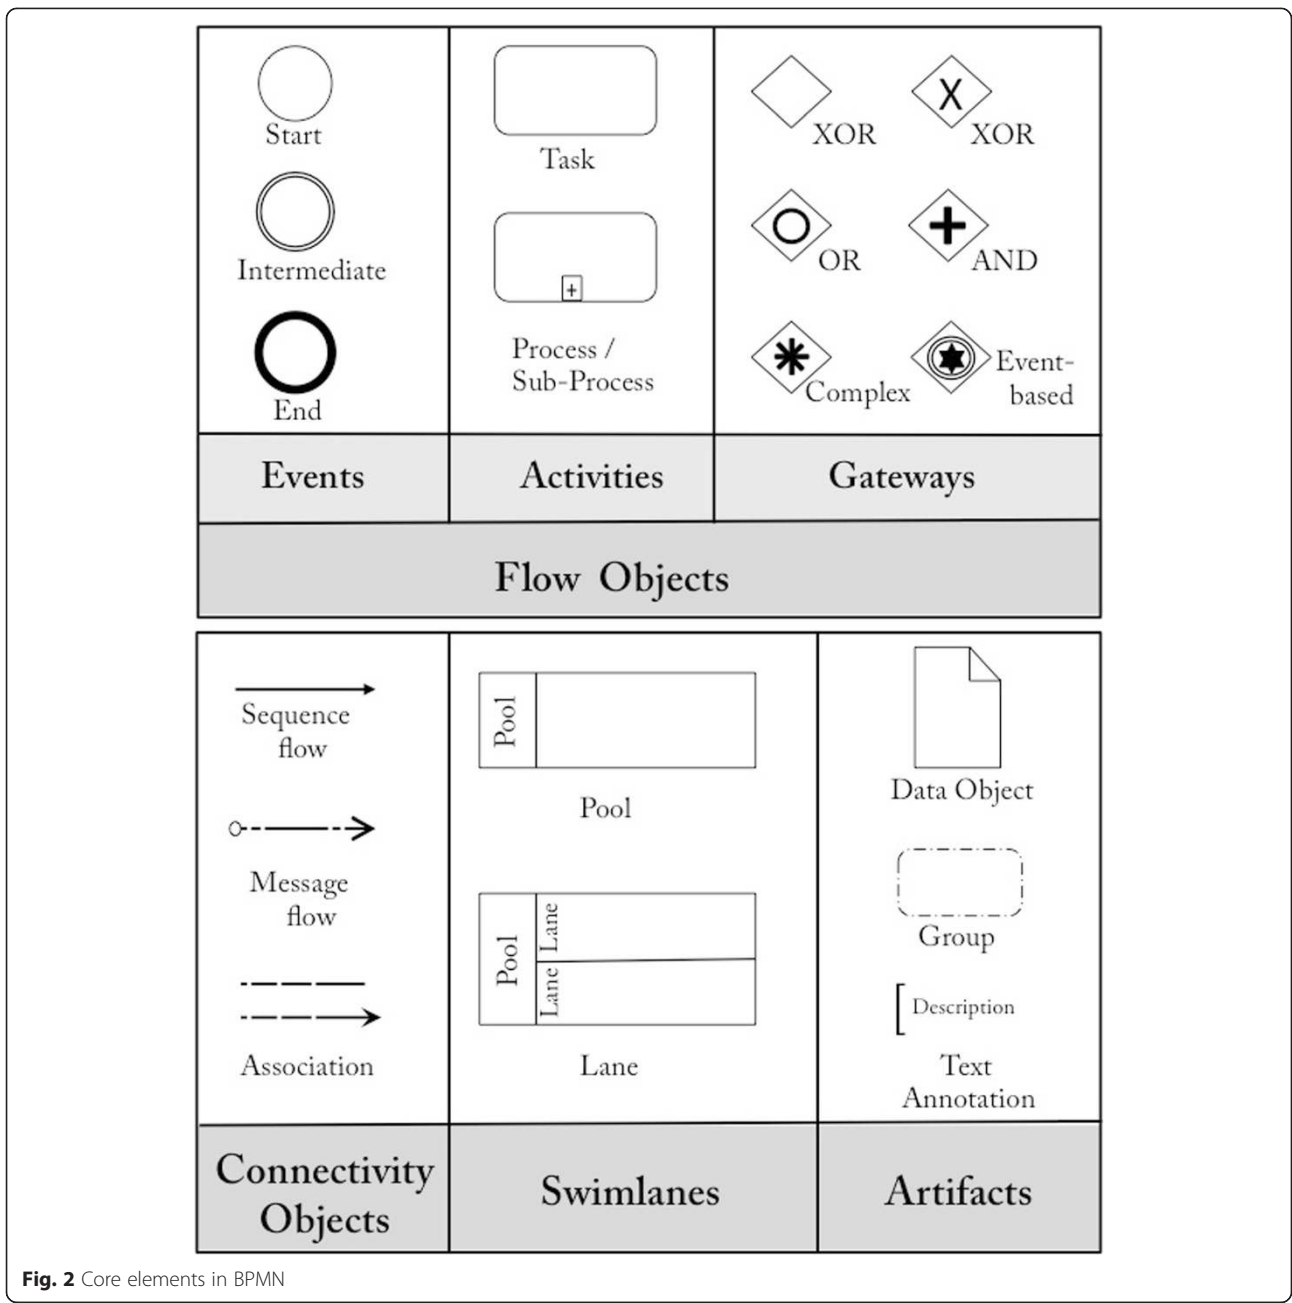 Start
Intermediate
End
Task
+
Process /
Sub-Process
XOR
X
XOR
OR
AND
Complex
Event-
based
Events
Activities
Gateways
Flow Objects
Sequence
flow
Message
flow
Association
Pool
Pool
Pool
Lane
Lane
Lane
Data Object
Group
Description
Text
Annotation
Connectivity
Objects
Swimlanes
Artifacts
Fig. 2 Core elements in BPMN